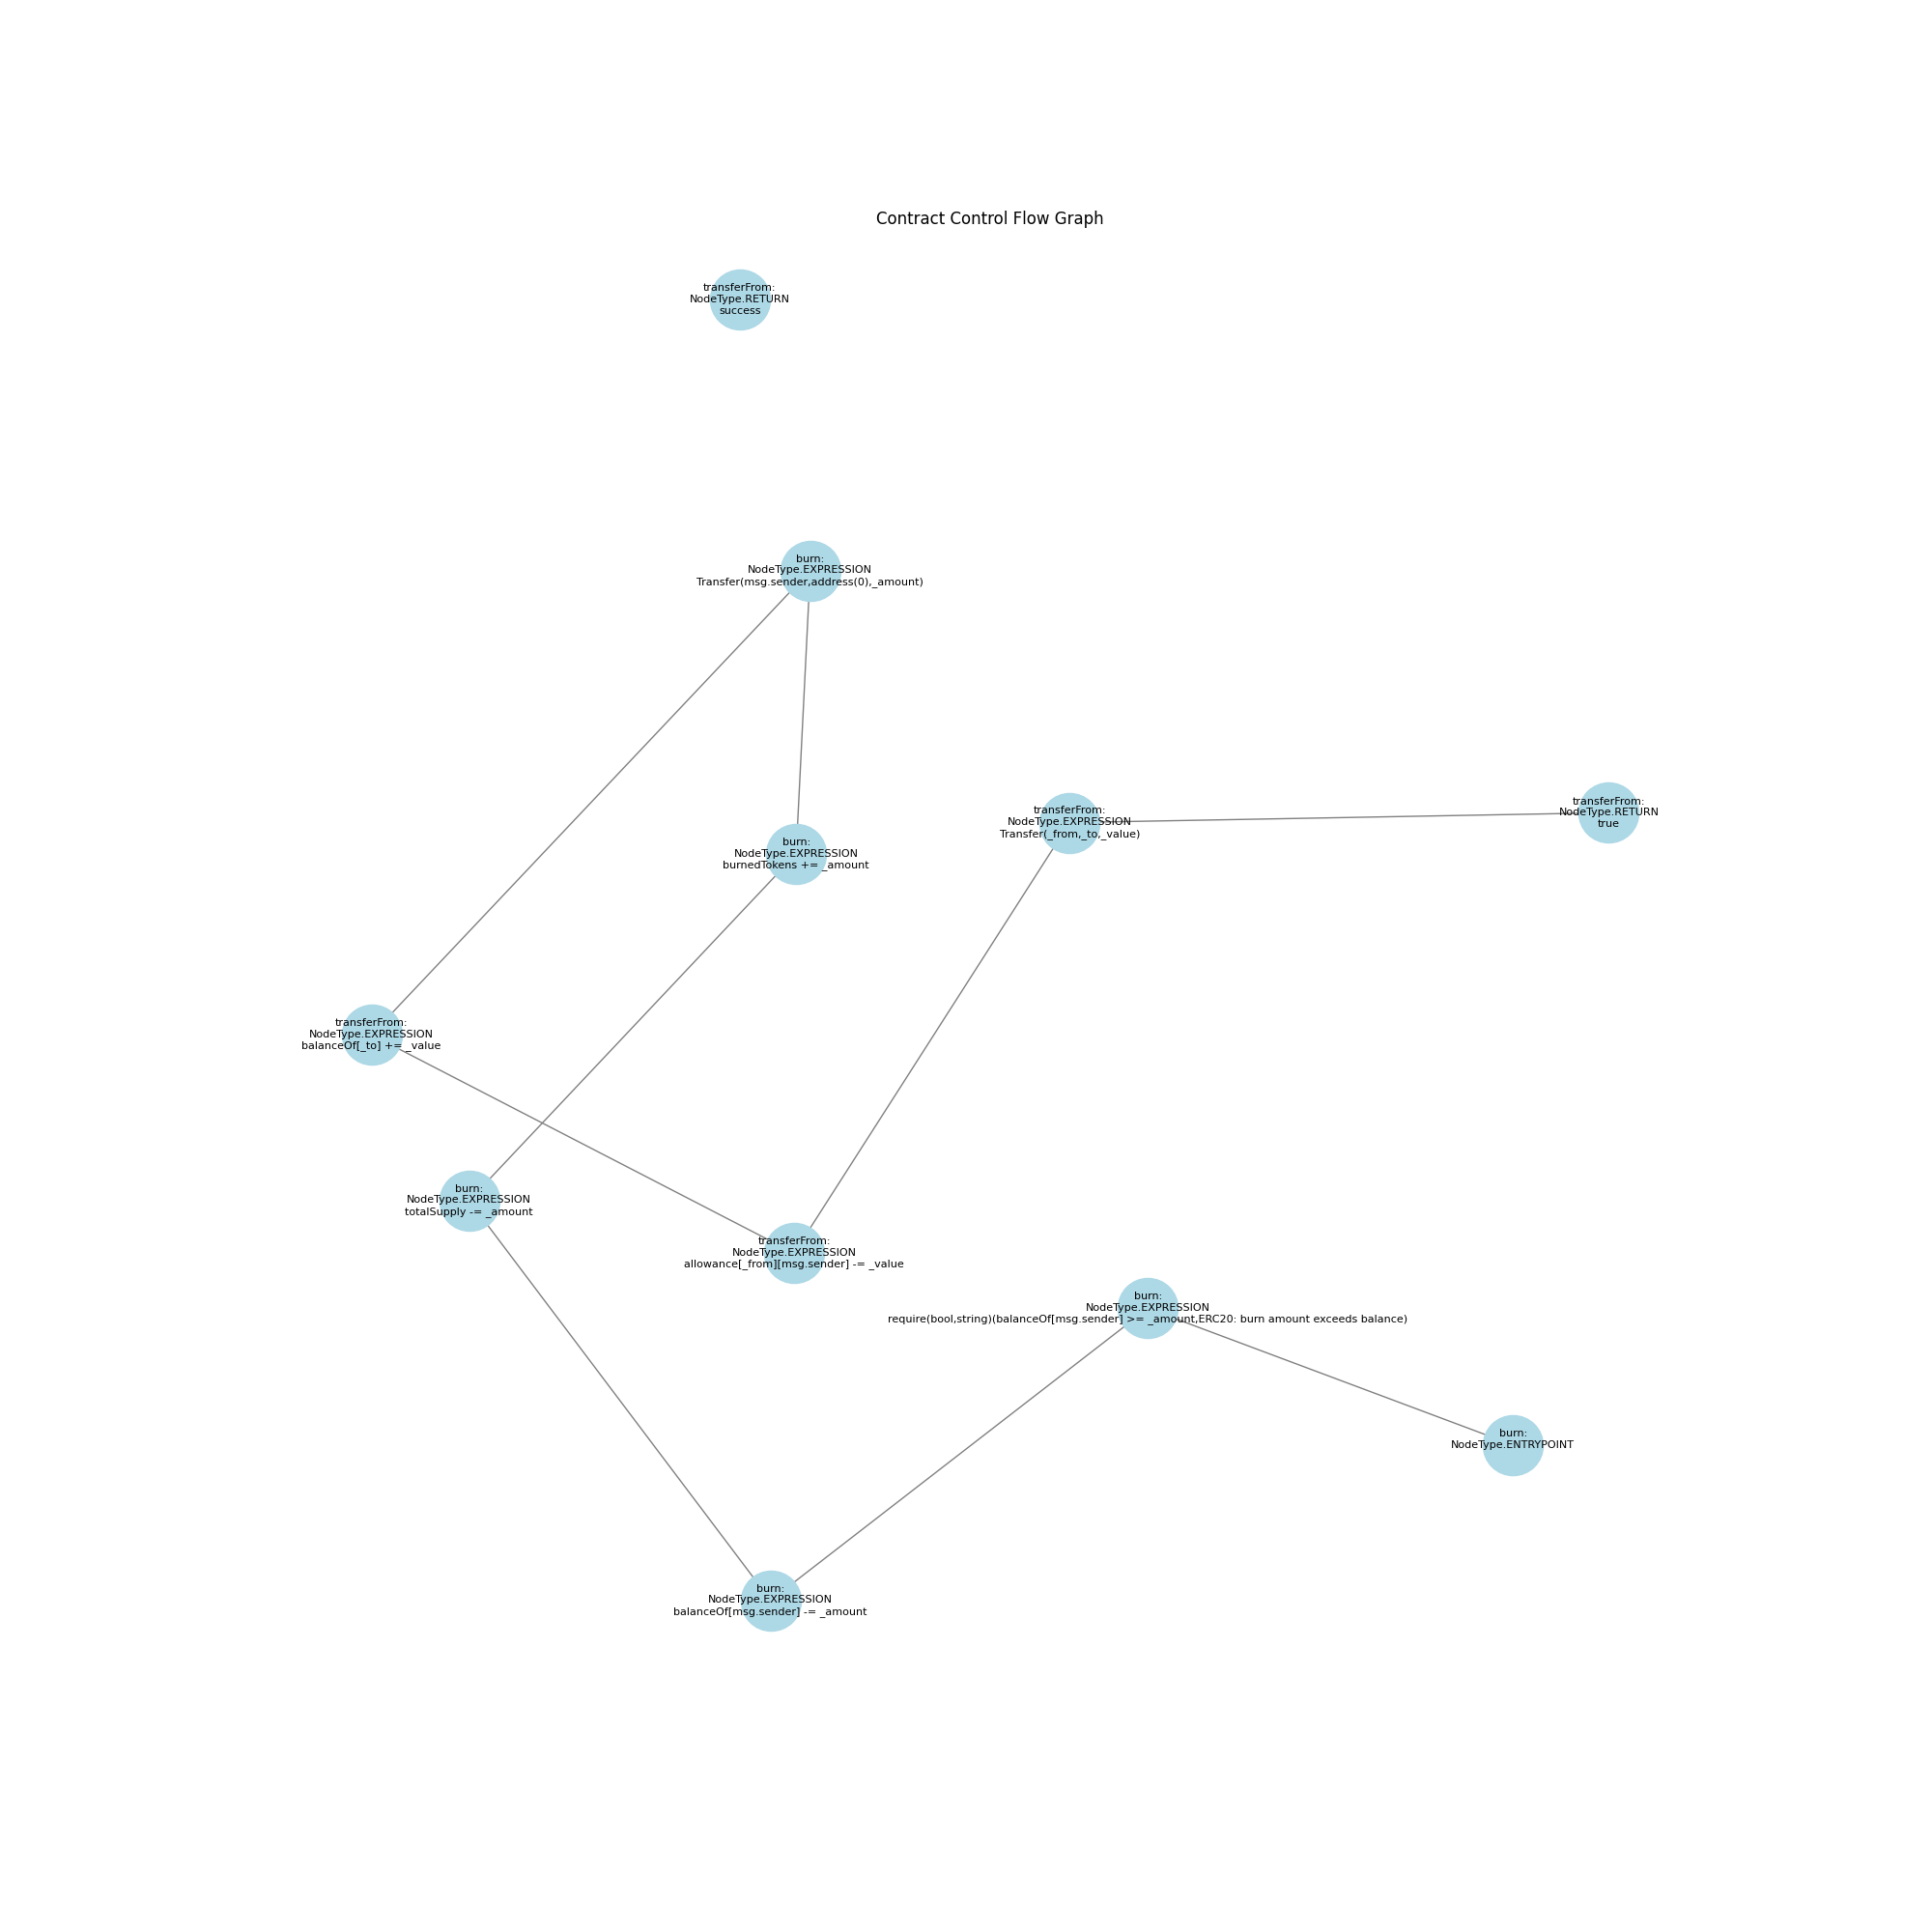 Contract Control Flow Graph
transferFrom:
NodeType.RETURN
success
burn:
NodeType.EXPRESSION
Transfer(msg.sender,address(0),_amount)
transferFrom:
NodeType.RETURN
true
transferFrom:
NodeType.EXPRESSION
Transfer(_from,_to,_value)
burn:
NodeType.EXPRESSION
burnedTokens += _amount
transferFrom:
NodeType.EXPRESSION
balanceOf[_to] += _value
burn:
NodeType.EXPRESSION
totalSupply -= _amount
transferFrom:
NodeType.EXPRESSION
allowance[_from][msg.sender] -= _value
burn:
NodeType.EXPRESSION
require(bool,string)(balanceOf[msg.sender] >= _amount,ERC20: burn amount exceeds balance)
burn:
NodeType.ENTRYPOINT
burn:
NodeType.EXPRESSION
balanceOf[msg.sender] -= _amount